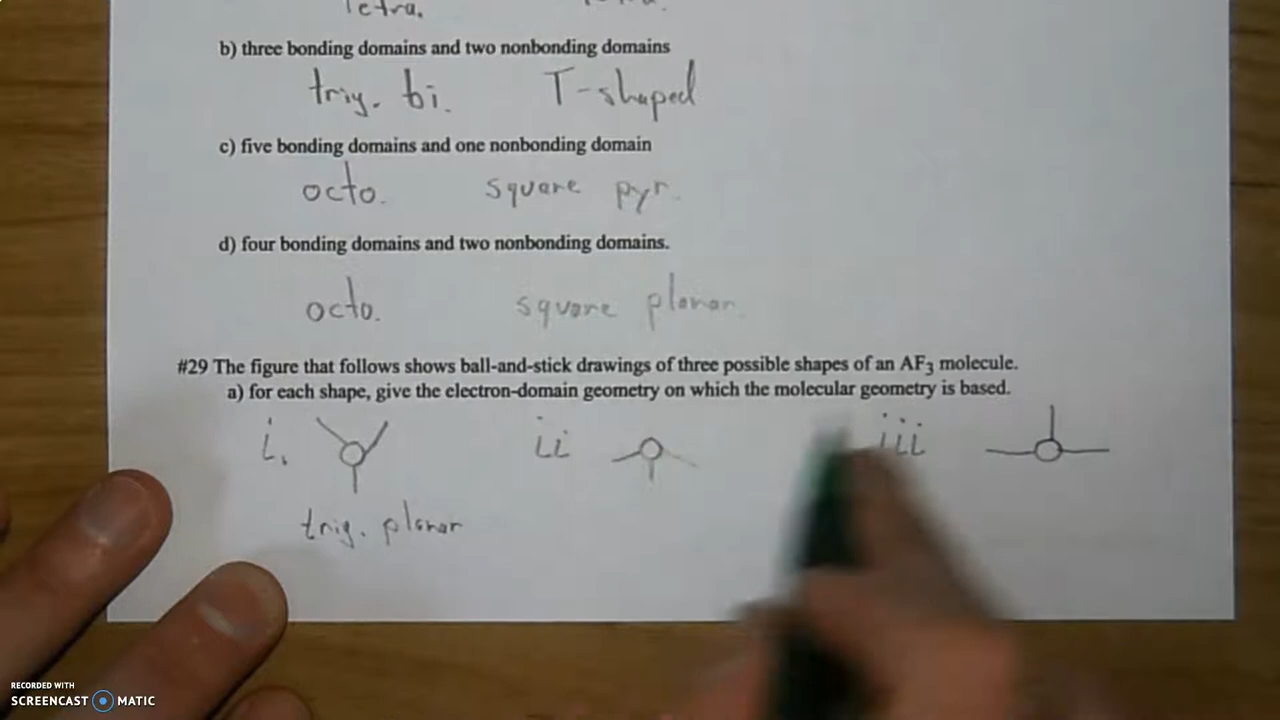 Tetra.
b) three bonding domains and two nonbonding domains
trig. bi. T-shaped
c) five bonding domains and one nonbonding domain
octo. square pyr.
d) four bonding domains and two nonbonding domains.
octo. square planar.
#29 The figure that follows shows ball-and-stick drawings of three possible shapes of an AF3 molecule.
a) for each shape, give the electron-domain geometry on which the molecular geometry is based.
i. ii iii
trig. planar
RECORDED WITH
SCREENCAST MATIC